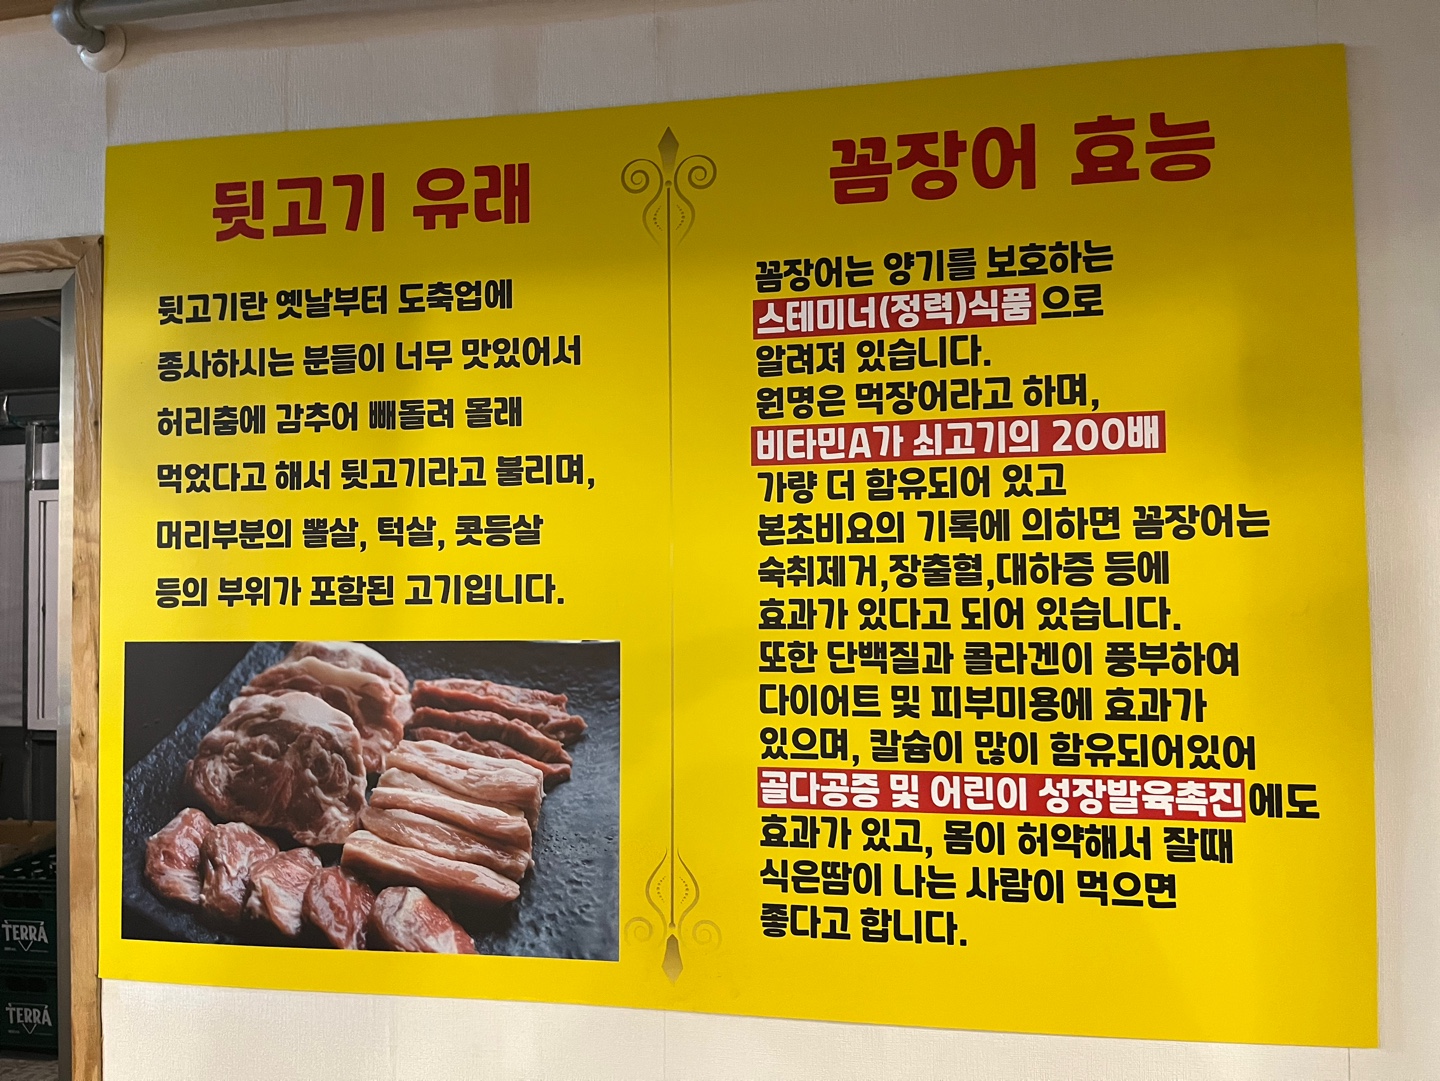 뒷고기 유래
뒷고기란 옛날부터 도축업에
종사하시는 분들이 너무 맛있어서
허리춤에 감추어 빼돌려 몰래
먹었다고 해서 뒷고기라고 불리며,
머리부분의 뽈살, 턱살, 콧등살
등의 부위가 포함된 고기입니다.
꼼장어 효능
꼼장어는 양기를 보호하는
스테미너(정력)식품으로
알려져 있습니다.
원명은 먹장어라고 하며,
비타민A가 쇠고기의 200배
가량 더 함유되어 있고
본초비요의 기록에 의하면 꼼장어는
숙취제거,장출혈,대하증 등에
효과가 있다고 되어 있습니다.
또한 단백질과 콜라겐이 풍부하여
다이어트 및 피부미용에 효과가
있으며, 칼슘이 많이 함유되어있어
골다공증 및 어린이 성장발육촉진에도
효과가 있고, 몸이 허약해서 잘때
식은땀이 나는 사람이 먹으면
좋다고 합니다.
TERRA
TERRA